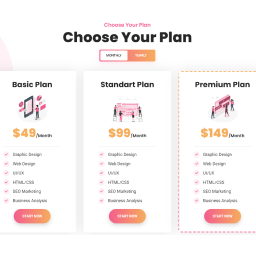 Choose Your Plan
Choose Your Plan
MONTHLY YEARLY
Basic Plan
$49/Month
Graphic Design
Web Design
UI/UX
HTML/CSS
SEO Marketing
Business Analysis
START NOW
Standart Plan
$99/Month
Graphic Design
Web Design
UI/UX
HTML/CSS
SEO Marketing
Business Analysis
START NOW
Premium Plan
$149/Month
Graphic Design
Web Design
UI/UX
HTML/CSS
SEO Marketing
Business Analysis
START NOW